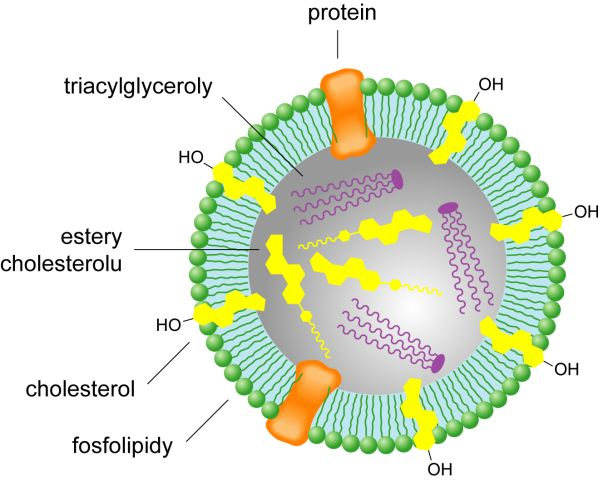 protein
triacylglyceroly
OH
HO
OH
estery
cholesterolu
HO
OH
cholesterol
fosfolipidy
OH